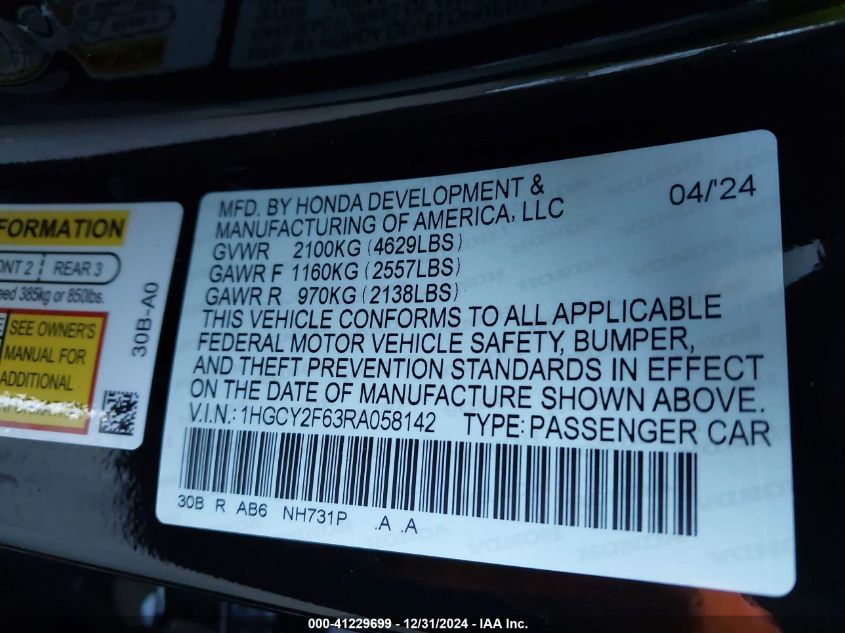 FORMATION
ONT 2 REAR 3
eed 385kg or 850lbs.
SEE OWNER'S
MANUAL FOR
ADDITIONAL
30B-A0
MFD. BY HONDA DEVELOPMENT &
MANUFACTURING OF AMERICA, LLC
04/'24
GVWR 2100KG (4629LBS)
GAWR F 1160KG (2557LBS)
GAWR R 970KG (2138LBS)
THIS VEHICLE CONFORMS TO ALL APPLICABLE
FEDERAL MOTOR VEHICLE SAFETY, BUMPER,
AND THEFT PREVENTION STANDARDS IN EFFECT
ON THE DATE OF MANUFACTURE SHOWN ABOVE.
V.I.N.: 1HGCY2F63RA058142 TYPE: PASSENGER CAR
30B R AB6 NH731P .A .A
000-41229699 - 12/31/2024 - IAA Inc.